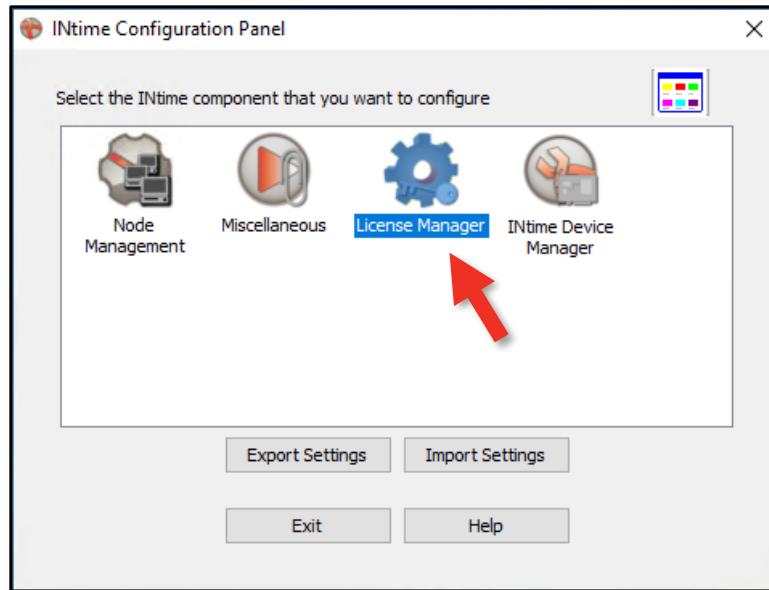 INtime Configuration Panel
Select the INtime component that you want to configure
Node
Management
Miscellaneous
License Manager
INtime Device
Manager
Export Settings
Import Settings
Exit
Help